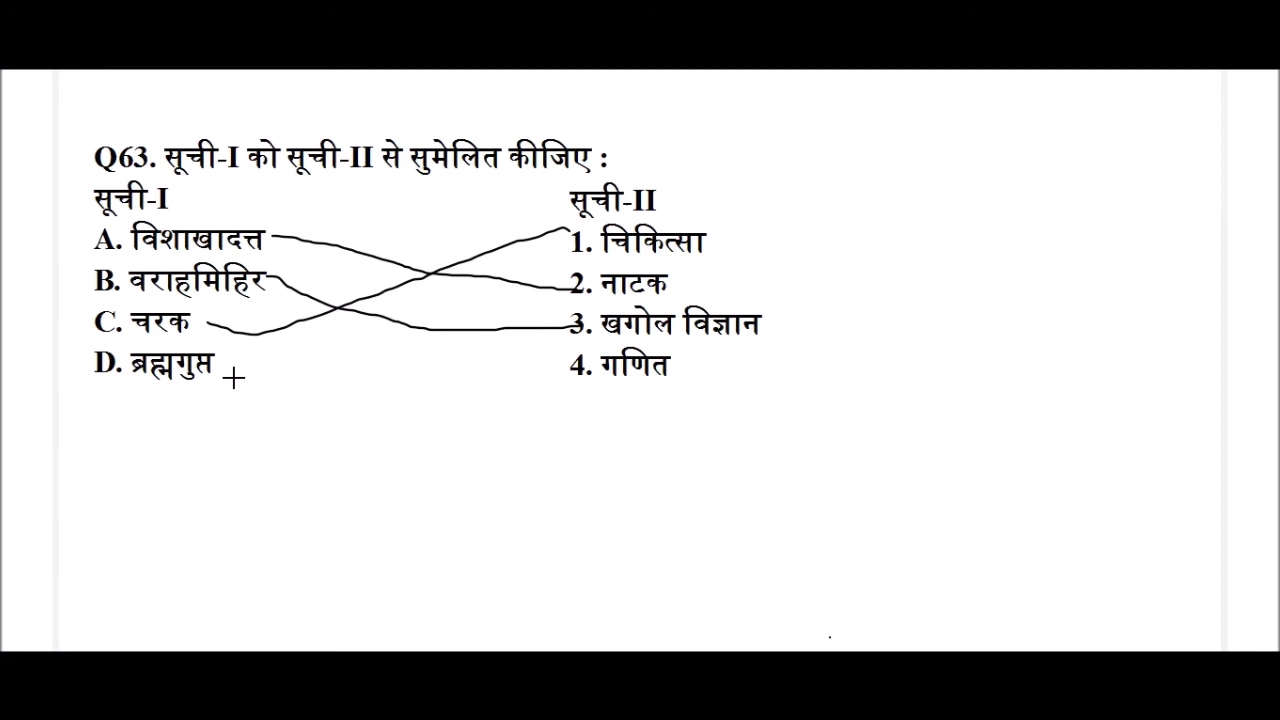 Q63. सूची-I को सूची-II से सुमेलित कीजिए :
सूची-I सूची-II
A. विशाखादत्त 1. चिकित्सा
B. वराहमिहिर 2. नाटक
C. चरक 3. खगोल विज्ञान
D. ब्रह्मगुप्त 4. गणित